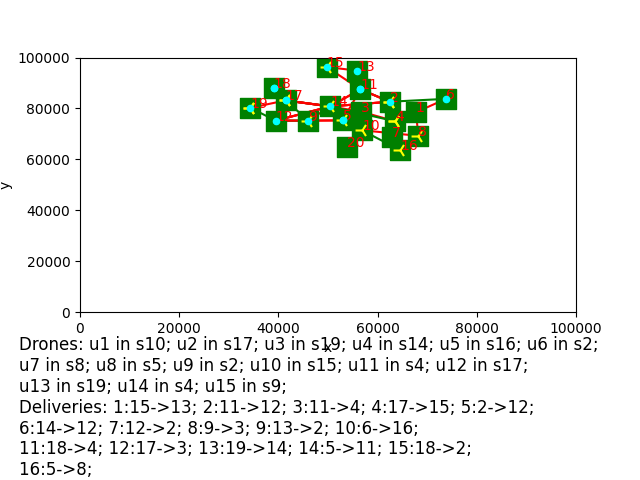 100000
80000
60000
40000
20000
0
y
0 20000 40000 60000 80000 100000
x
Drones: u1 in s10; u2 in s17; u3 in s19; u4 in s14; u5 in s16; u6 in s2;
u7 in s8; u8 in s5; u9 in s2; u10 in s15; u11 in s4; u12 in s17;
u13 in s19; u14 in s4; u15 in s9;
Deliveries: 1:15->13; 2:11->12; 3:11->4; 4:17->15; 5:2->12;
6:14->12; 7:12->2; 8:9->3; 9:13->2; 10:6->16;
11:18->4; 12:17->3; 13:19->14; 14:5->11; 15:18->2;
16:5->8;